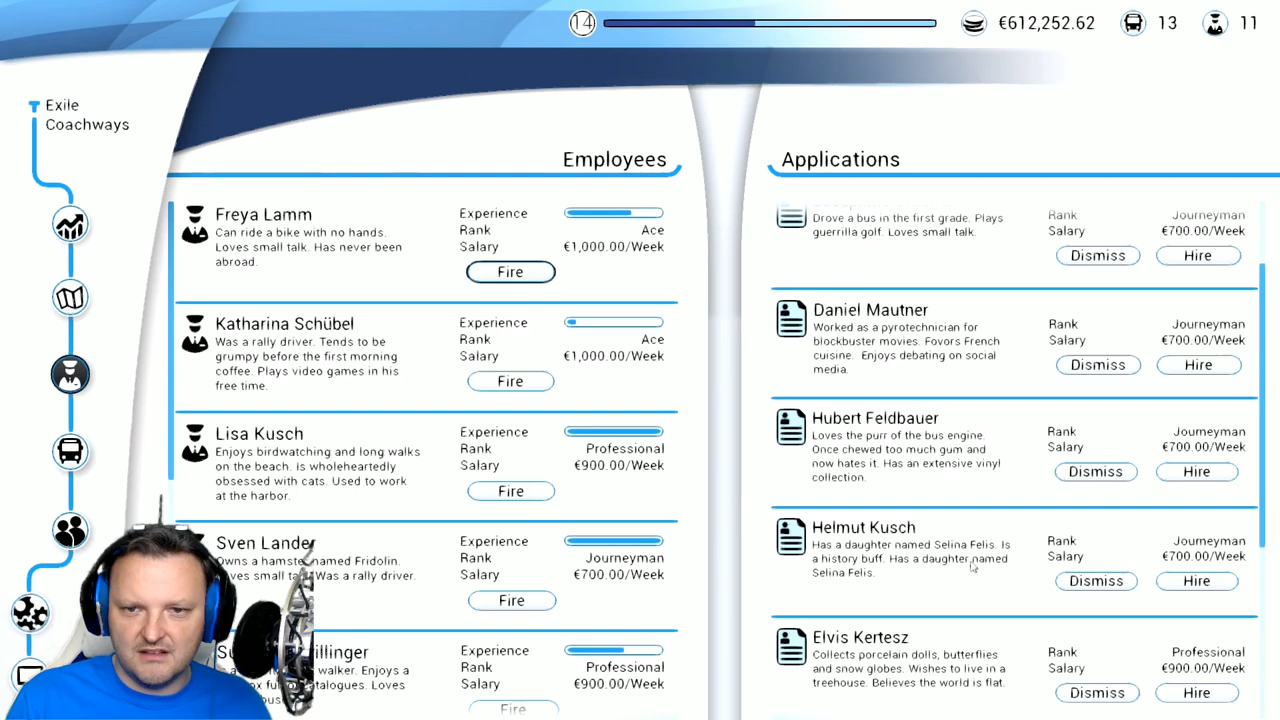 14
€612,252.62
13
11
Exile
Coachways
Employees
Freya Lamm
Can ride a bike with no hands.
Loves small talk. Has never been
abroad.
Experience
Rank
Ace
Salary
€1,000.00/Week
Fire
Katharina Schübel
Was a rally driver. Tends to be
grumpy before the first morning
coffee. Plays video games in his
free time.
Experience
Rank
Ace
Salary
€1,000.00/Week
Fire
Lisa Kusch
Enjoys birdwatching and long walks
on the beach. is wholeheartedly
obsessed with cats. Used to work
at the harbor.
Experience
Rank
Professional
Salary
€900.00/Week
Fire
Sven Lander
Owns a hamster named Fridolin.
small Was a rally driver.
Experience
Rank
Journeyman
Salary
€700.00/Week
Fire
walker. Enjoys a
catalogues. Loves
Experience
Rank
Professional
Salary
€900.00/Week
Fire
Applications
Drove a bus in the first grade. Plays
guerrilla golf. Loves small talk.
Rank
Journeyman
Salary
€700.00/Week
Dismiss
Hire
Daniel Mautner
Worked as a pyrotechnician for
blockbuster movies. Fovors French
cuisine. Enjoys debating on social
media.
Rank
Journeyman
Salary
€700.00/Week
Dismiss
Hire
Hubert Feldbauer
Loves the purr of the bus engine.
Once chewed too much gum and
now hates it. Has an extensive vinyl
collection.
Rank
Journeyman
Salary
€700.00/Week
Dismiss
Hire
Helmut Kusch
Has a daughter named Selina Felis. Is
a history buff. Has a daughter named
Selina Felis.
Rank
Journeyman
Salary
€700.00/Week
Dismiss
Hire
Elvis Kertesz
Collects porcelain dolls, butterflies
and snow globes. Wishes to live in a
treehouse. Believes the world is flat.
Rank
Professional
Salary
€900.00/Week
Dismiss
Hire